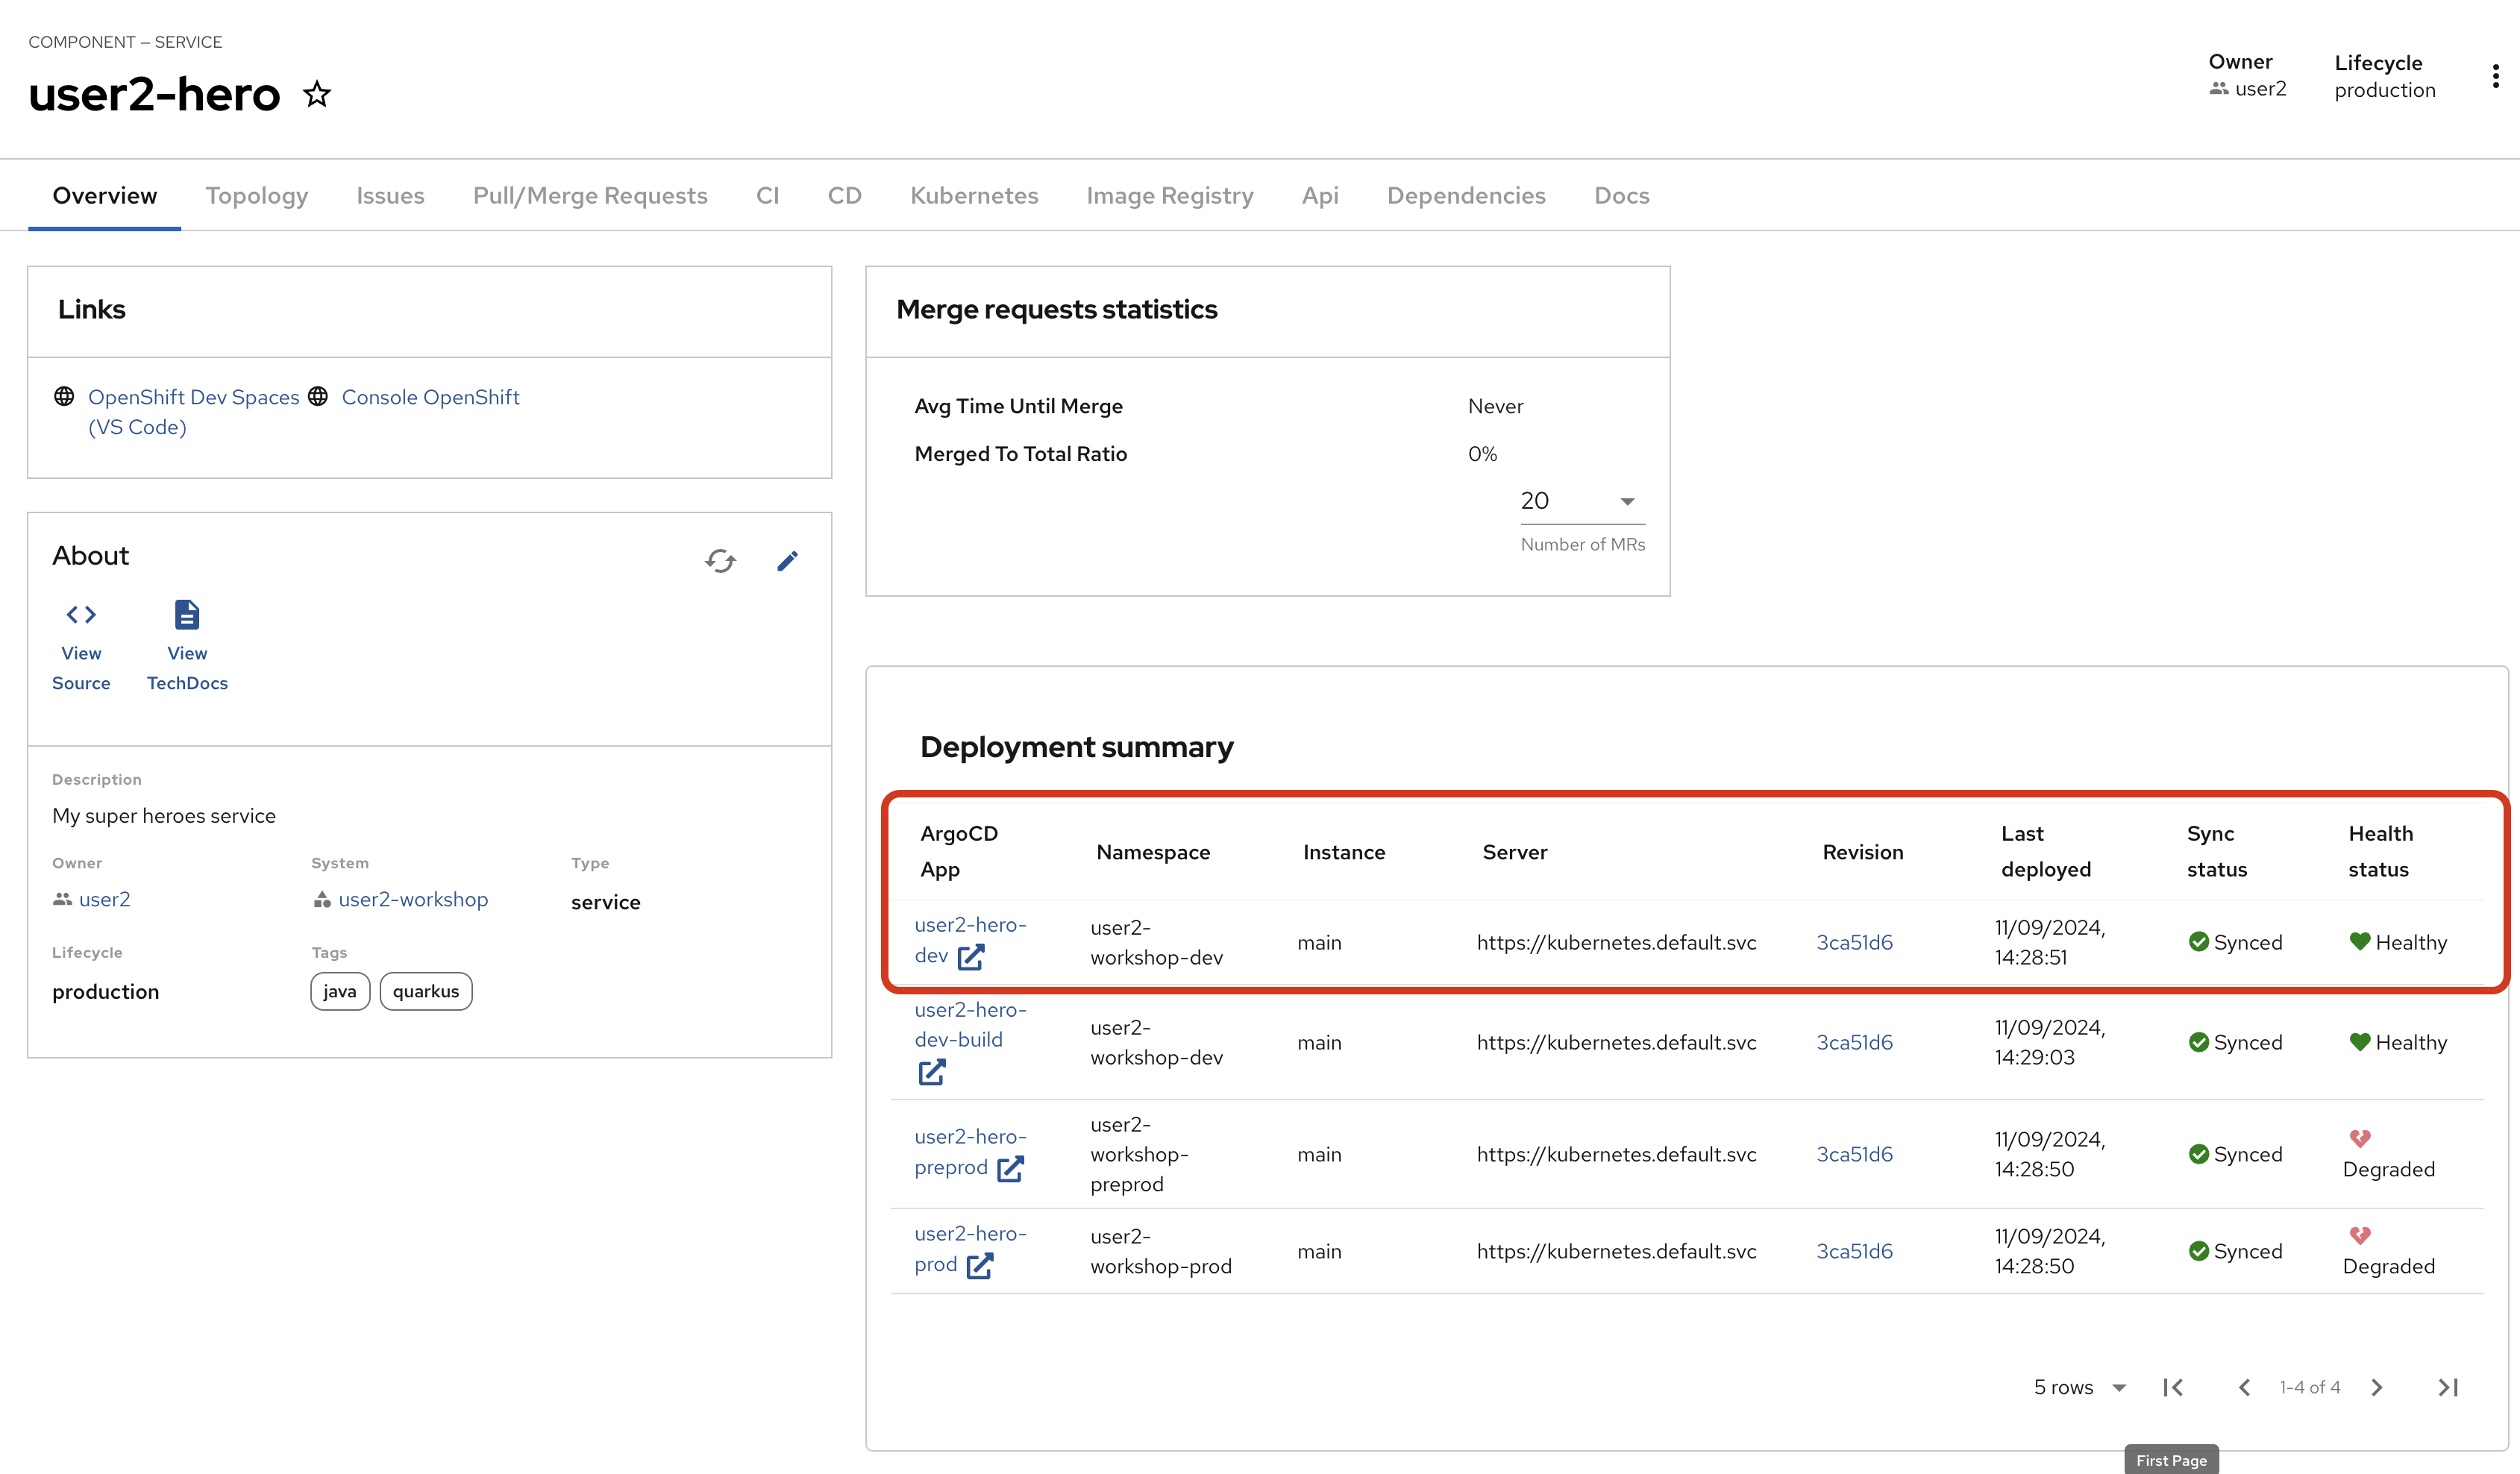 COMPONENT — SERVICE
user2-hero
Owner
user2
Lifecycle
production
Overview
Topology
Issues
Pull/Merge Requests
CI
CD
Kubernetes
Image Registry
Api
Dependencies
Docs
Links
OpenShift Dev Spaces
(VS Code)
Console OpenShift
About
View
Source
View
TechDocs
Description
My super heroes service
Owner
System
Type
user2
user2-workshop
service
Lifecycle
Tags
production
java
quarkus
Merge requests statistics
Avg Time Until Merge
Never
Merged To Total Ratio
0%
20
Number of MRs
Deployment summary
ArgoCD
App
Namespace
Instance
Server
Revision
Last
deployed
Sync
status
Health
status
user2-hero-
dev
user2-
workshop-dev
main
https://kubernetes.default.svc
3ca51d6
11/09/2024,
14:28:51
Synced
Healthy
user2-hero-
dev-build
user2-
workshop-dev
main
https://kubernetes.default.svc
3ca51d6
11/09/2024,
14:29:03
Synced
Healthy
user2-hero-
preprod
user2-
workshop-
preprod
main
https://kubernetes.default.svc
3ca51d6
11/09/2024,
14:28:50
Synced
Degraded
user2-hero-
prod
user2-
workshop-prod
main
https://kubernetes.default.svc
3ca51d6
11/09/2024,
14:28:50
Synced
Degraded
5 rows
1-4 of 4
First Page